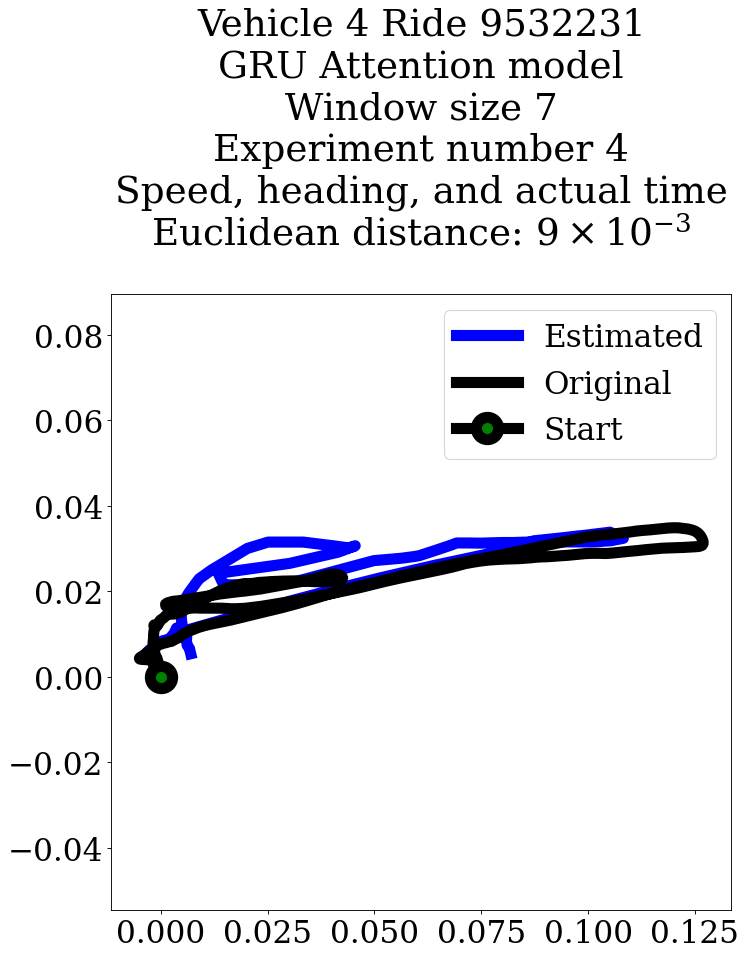 Vehicle 4 Ride 9532231
GRU Attention model
Window size 7
Experiment number 4
Speed, heading, and actual time
Euclidean distance: 9 × 10⁻³
Estimated
Original
Start
0.08
0.06
0.04
0.02
0.00
−0.02
−0.04
0.000 0.025 0.050 0.075 0.100 0.125